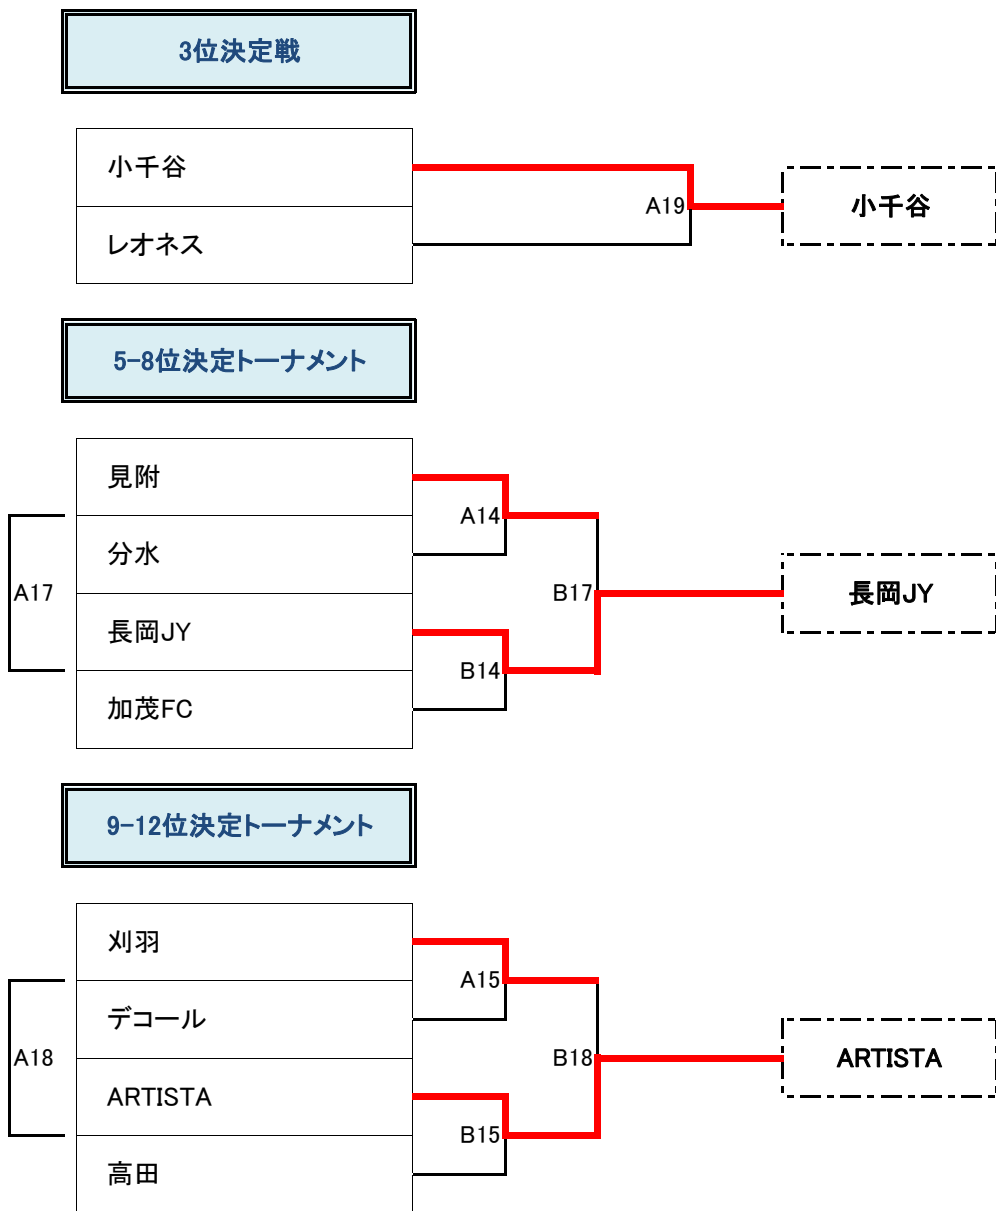 3位決定戦
小千谷
A19
小千谷
レオネス
5-8位決定トーナメント
見附
A14
分水
A17
B17
長岡JY
長岡JY
B14
加茂FC
9-12位決定トーナメント
刈羽
A15
デコール
A18
B18
ARTISTA
ARTISTA
B15
高田